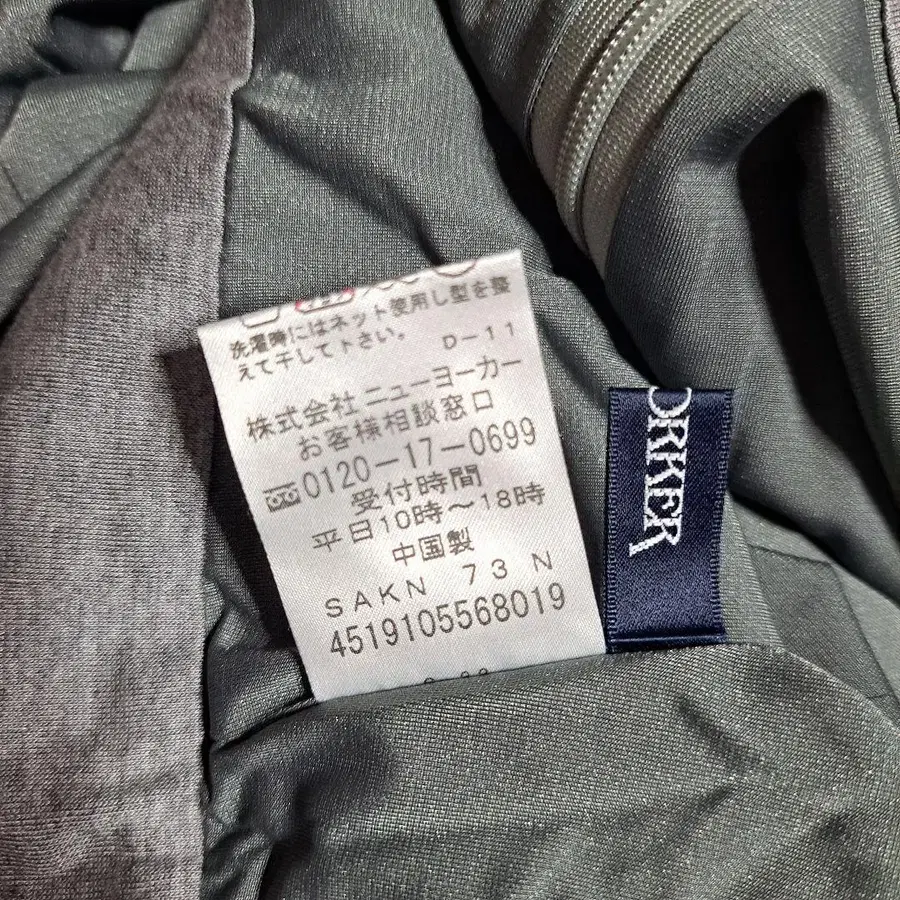 洗濯時にはネット使用し型を整
えて干して下さい。 D-11
株式会社 ニューヨーカー
お客様相談窓口
0120-17-0699
受付時間
平日10時～18時
中国製
SAKN 73 N
4519105568019
ORKER